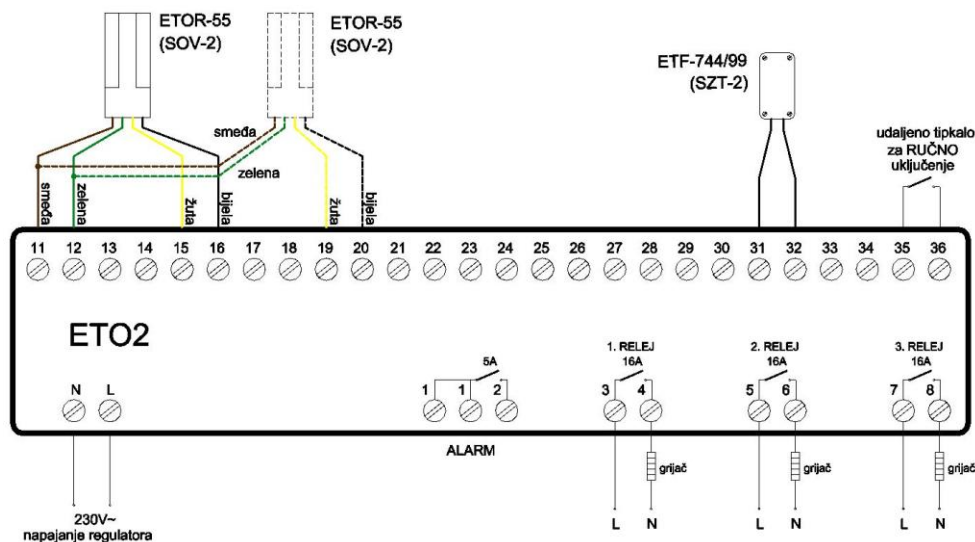 ETOR-55
(SOV-2)
ETOR-55
(SOV-2)
ETF-744/99
(SZT-2)
udaljeno tipkalo
za RUČNO
uključenje
smeđa
zelena
smeđa
zelena
žuta
bijela
žuta
bijela
11 12 13 14 15 16 17 18 19 20 21 22 23 24 25 26 27 28 29 30 31 32 33 34 35 36
ETO2
N L
5A
1 1 2
1. RELEJ
16A
3 4
2. RELEJ
16A
5 6
3. RELEJ
16A
7 8
ALARM
grijač
grijač
grijač
230V~
napajanje regulatora
L N
L N
L N